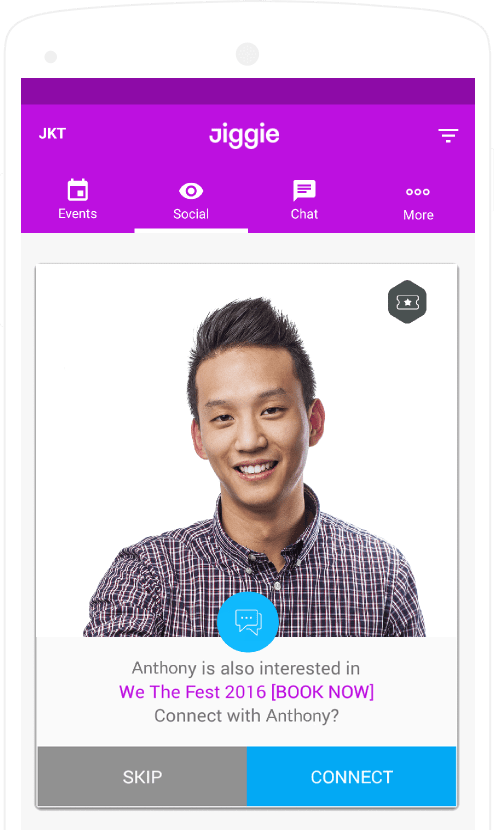 JKT
Jiggie
Events
Social
Chat
More
Anthony is also interested in
We The Fest 2016 [BOOK NOW]
Connect with Anthony?
SKIP
CONNECT